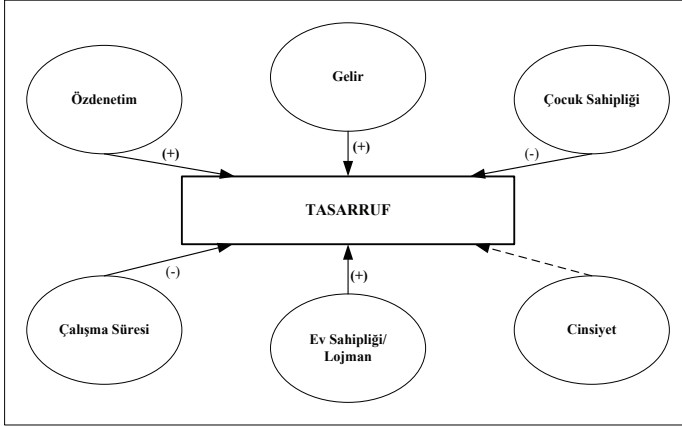 Özdenetim
Gelir
Çocuk Sahipliği
(+)
(+)
(-)
TASARRUF
(-)
(+)
Çalışma Süresi
Ev Sahipliği/
Lojman
Cinsiyet